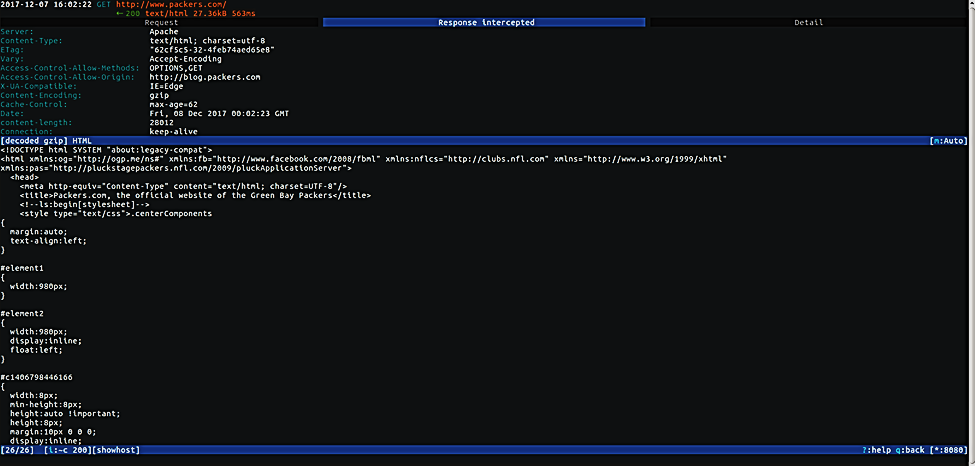 2017-12-07 16:02:22 GET http://www.packers.com/
← 200 text/html 27.36kB 563ms
Request Response intercepted Detail
Server: Apache
Content-Type: text/html; charset=utf-8
ETag: "62cf5c5-32-4feb74aed65e8"
Vary: Accept-Encoding
Access-Control-Allow-Methods: OPTIONS,GET
Access-Control-Allow-Origin: http://blog.packers.com
X-UA-Compatible: IE=Edge
Content-Encoding: gzip
Cache-Control: max-age=62
Date: Fri, 08 Dec 2017 00:02:23 GMT
content-length: 28012
Connection: keep-alive
[decoded gzip] HTML [m:Auto]
<!DOCTYPE html SYSTEM "about:legacy-compat">
<html xmlns:og="http://ogp.me/ns#" xmlns:fb="http://www.facebook.com/2008/fbml" xmlns:nflcs="http://clubs.nfl.com" xmlns="http://www.w3.org/1999/xhtml"
xmlns:pas="http://pluckstagepackers.nfl.com/2009/pluckApplicationServer">
  <head>
    <meta http-equiv="Content-Type" content="text/html; charset=UTF-8"/>
    <title>Packers.com, the official website of the Green Bay Packers</title>
    <!--ls:begin[stylesheet]-->
    <style type="text/css">.centerComponents
{
  margin:auto;
  text-align:left;
}
#element1
{
  width:980px;
}
#element2
{
  width:980px;
  display:inline;
  float:left;
}
#c1406798446166
{
  width:8px;
  min-height:8px;
  height:auto !important;
  height:8px;
  margin:10px 0 0 0;
  display:inline;
[26/26] [i:~c 200][showhost] ?:help q:back [*:8080]